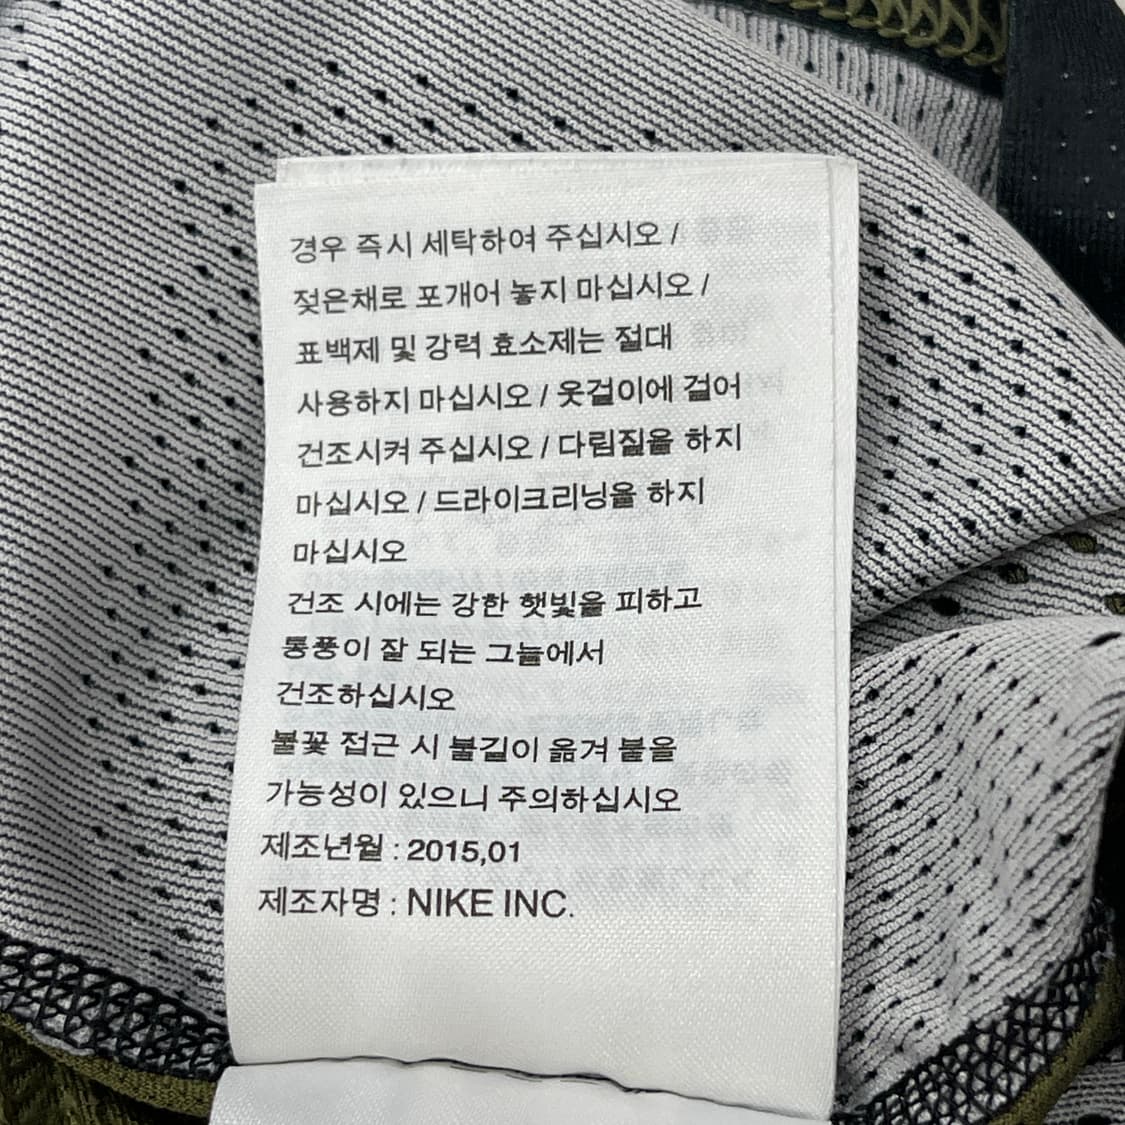 경우 즉시 세탁하여 주십시오 /
젖은채로 포개어 놓지 마십시오 /
표백제 및 강력 효소제는 절대
사용하지 마십시오 / 옷걸이에 걸어
건조시켜 주십시오 / 다림질을 하지
마십시오 / 드라이크리닝을 하지
마십시오
건조 시에는 강한 햇빛을 피하고
통풍이 잘 되는 그늘에서
건조하십시오
불꽃 접근 시 불길이 옮겨 붙을
가능성이 있으니 주의하십시오
제조년월 : 2015,01
제조자명 : NIKE INC.